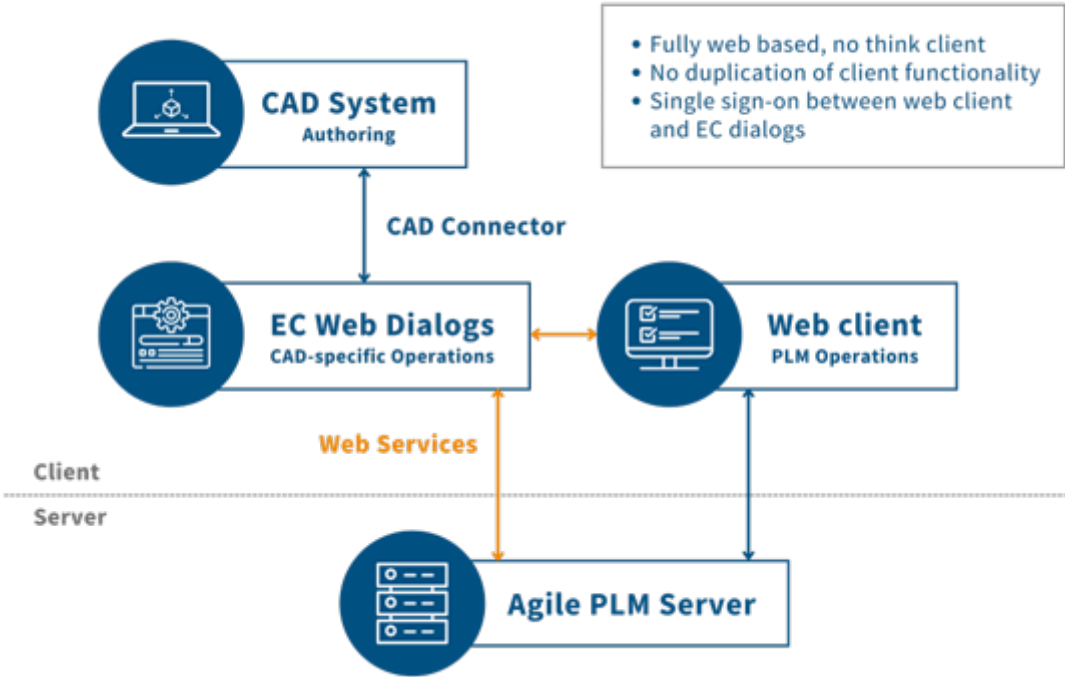 • Fully web based, no think client
• No duplication of client functionality
• Single sign-on between web client
and EC dialogs
CAD System
Authoring
CAD Connector
EC Web Dialogs
CAD-specific Operations
Web client
PLM Operations
Web Services
Client
Server
Agile PLM Server